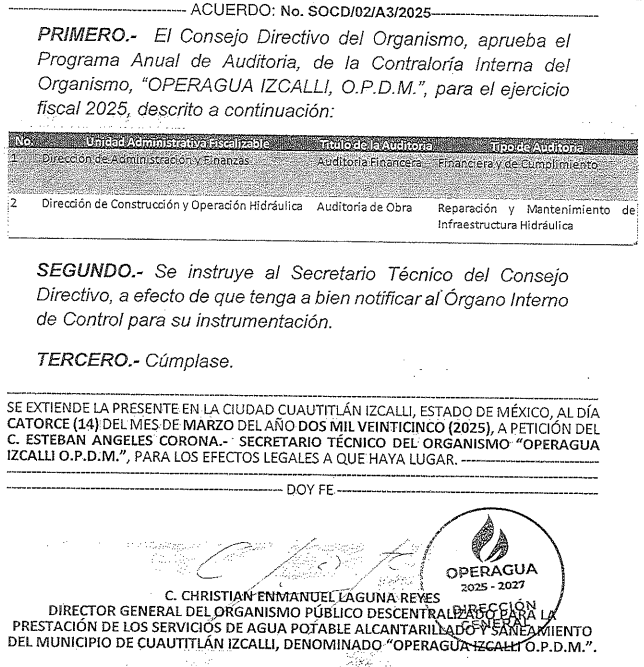 ACUERDO: No. SOCD/02/A3/2025
PRIMERO.- El Consejo Directivo del Organismo, aprueba el
Programa Anual de Auditoría, de la Contraloría Interna del
Organismo, “OPERAGUA IZCALLI, O.P.D.M.”, para el ejercicio
fiscal 2025, descrito a continuación:
No. Unidad Administrativa Fiscalizable Titulo de la Auditoria Tipo de Auditoria
1 Dirección de Administración y Finanzas Auditoria Financera Financiera y de Cumplimiento
2 Dirección de Construcción y Operación Hidráulica Auditoria de Obra Reparación y Mantenimiento de
Infraestructura Hidráulica
SEGUNDO.- Se instruye al Secretario Técnico del Consejo
Directivo, a efecto de que tenga a bien notificar al Órgano Interno
de Control para su instrumentación.
TERCERO.- Cúmplase.
SE EXTIENDE LA PRESENTE EN LA CIUDAD CUAUTITLÁN IZCALLI, ESTADO DE MÉXICO, AL DÍA
CATORCE (14) DEL MES DE MARZO DEL AÑO DOS MIL VEINTICINCO (2025), A PETICIÓN DEL
C. ESTEBAN ANGELES CORONA.- SECRETARIO TÉCNICO DEL ORGANISMO “OPERAGUA
IZCALLI O.P.D.M.”, PARA LOS EFECTOS LEGALES A QUE HAYA LUGAR.
DOY FE
OPERAGUA
2025 - 2027
DIRECCIÓN
GENERAL
C. CHRISTIAN ENMANUEL LAGUNA REYES
DIRECTOR GENERAL DEL ORGANISMO PÚBLICO DESCENTRALIZADO PARA LA
PRESTACIÓN DE LOS SERVICIOS DE AGUA POTABLE ALCANTARILLADO Y SANEAMIENTO
DEL MUNICIPIO DE CUAUTITLÁN IZCALLI, DENOMINADO “OPERAGUA IZCALLI O.P.D.M.”.